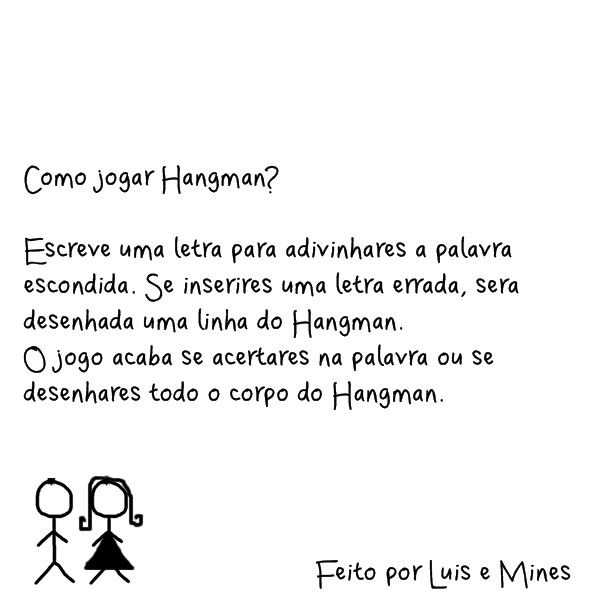 Como jogar Hangman?
Escreve uma letra para adivinhares a palavra
escondida. Se inserires uma letra errada, sera
desenhada uma linha do Hangman.
O jogo acaba se acertares na palavra ou se
desenhares todo o corpo do Hangman.
Feito por Luis e Mines